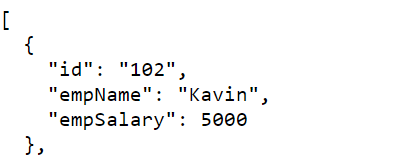 [
  {
    "id": "102",
    "empName": "Kavin",
    "empSalary": 5000
  },